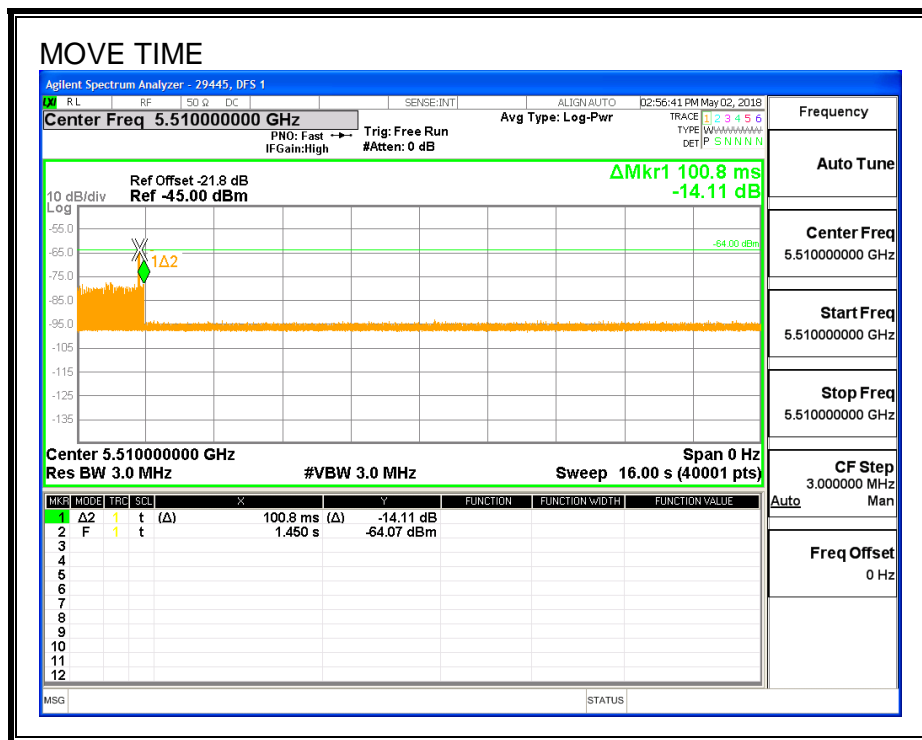 MOVE TIME
Agilent Spectrum Analyzer - 29445, DFS 1
LXI RL RF 50 Ω DC SENSE:INT ALIGN AUTO 02:56:41 PM May 02, 2018
Center Freq 5.510000000 GHz Avg Type: Log-Pwr TRACE 1 2 3 4 5 6
PNO: Fast Trig: Free Run TYPE WWWWWW
IFGain:High #Atten: 0 dB DET P S N N N N
Frequency
Auto Tune
Center Freq
5.510000000 GHz
Start Freq
5.510000000 GHz
Stop Freq
5.510000000 GHz
CF Step
3.000000 MHz
Auto Man
Freq Offset
0 Hz
ΔMkr1 100.8 ms
-14.11 dB
Ref Offset -21.8 dB
10 dB/div Ref -45.00 dBm
Log
-55.0
-64.00 dBm
-65.0
1Δ2
-75.0
-85.0
-95.0
-105
-115
-125
-135
Center 5.510000000 GHz Span 0 Hz
Res BW 3.0 MHz #VBW 3.0 MHz Sweep 16.00 s (40001 pts)
MKR MODE TRC SCL X Y FUNCTION FUNCTION WIDTH FUNCTION VALUE
1 Δ2 1 t (Δ) 100.8 ms (Δ) -14.11 dB
2 F 1 t 1.450 s -64.07 dBm
3
4
5
6
7
8
9
10
11
12
MSG STATUS